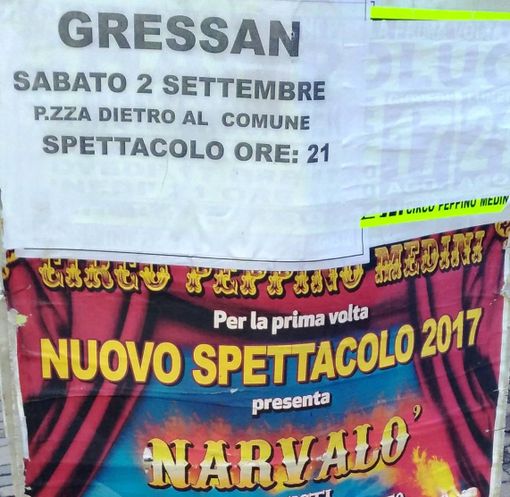 GRESSAN
SABATO 2 SETTEMBRE
P.ZZA DIETRO AL COMUNE
SPETTACOLO ORE: 21
CIRCO PEPPINO MEDIN
CIRCO PEPPINO MEDINI
Per la prima volta
NUOVO SPETTACOLO 2017
presenta
NARVALO'